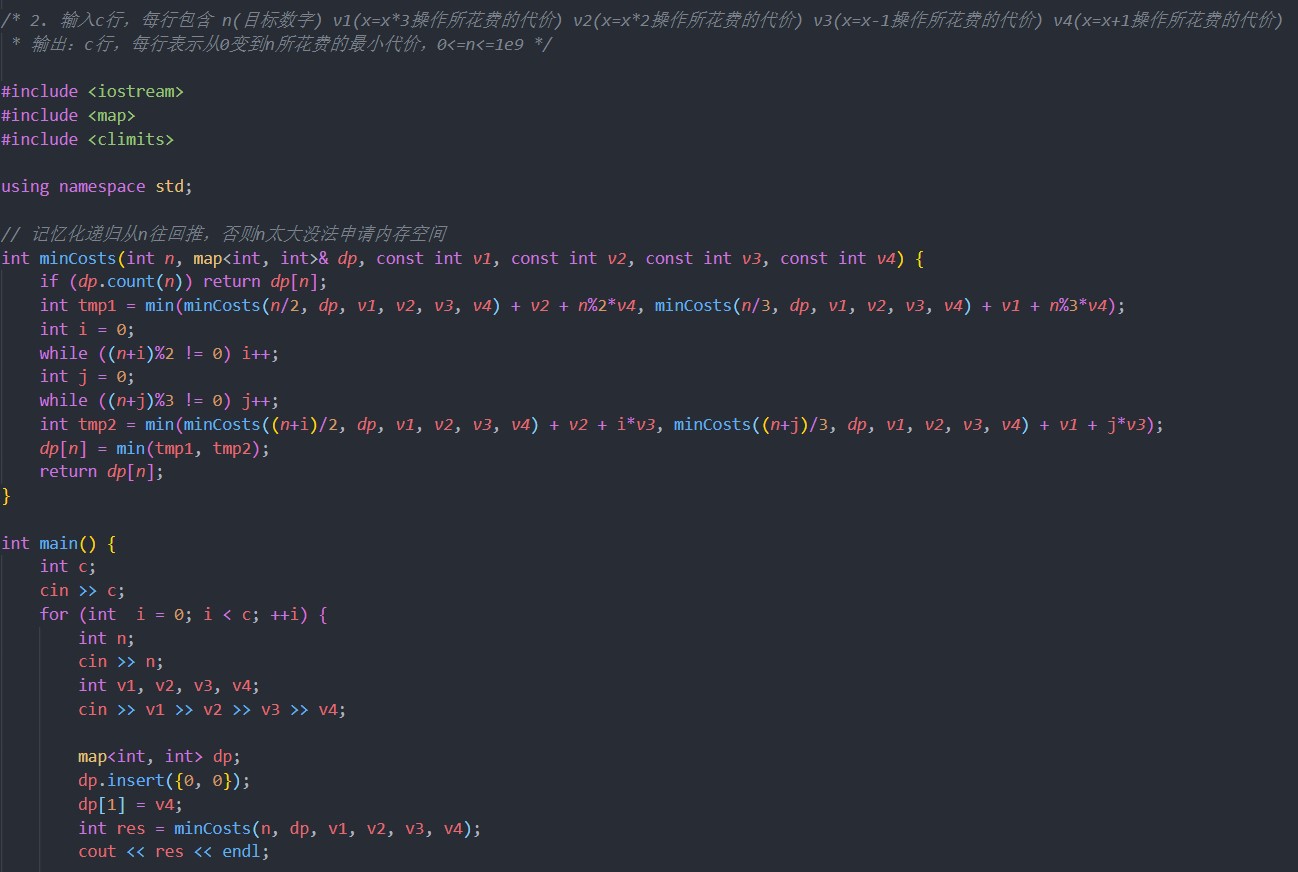 /* 2. 输入c行，每行包含 n(目标数字) v1(x=x*3操作所花费的代价) v2(x=x*2操作所花费的代价) v3(x=x-1操作所花费的代价) v4(x=x+1操作所花费的代价)
 * 输出：c行，每行表示从0变到n所花费的最小代价，0<=n<=1e9 */

#include <iostream>
#include <map>
#include <climits>

using namespace std;

// 记忆化递归从n往回推，否则n太大没法申请内存空间
int minCosts(int n, map<int, int>& dp, const int v1, const int v2, const int v3, const int v4) {
    if (dp.count(n)) return dp[n];
    int tmp1 = min(minCosts(n/2, dp, v1, v2, v3, v4) + v2 + n%2*v4, minCosts(n/3, dp, v1, v2, v3, v4) + v1 + n%3*v4);
    int i = 0;
    while ((n+i)%2 != 0) i++;
    int j = 0;
    while ((n+j)%3 != 0) j++;
    int tmp2 = min(minCosts((n+i)/2, dp, v1, v2, v3, v4) + v2 + i*v3, minCosts((n+j)/3, dp, v1, v2, v3, v4) + v1 + j*v3);
    dp[n] = min(tmp1, tmp2);
    return dp[n];
}

int main() {
    int c;
    cin >> c;
    for (int  i = 0; i < c; ++i) {
        int n;
        cin >> n;
        int v1, v2, v3, v4;
        cin >> v1 >> v2 >> v3 >> v4;

        map<int, int> dp;
        dp.insert({0, 0});
        dp[1] = v4;
        int res = minCosts(n, dp, v1, v2, v3, v4);
        cout << res << endl;